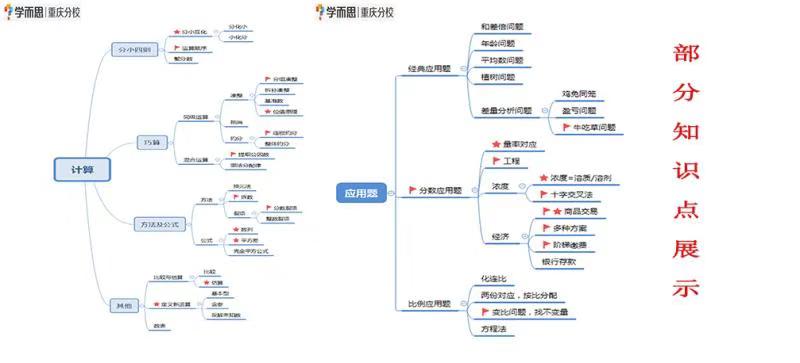 学而思 重庆分校
计算
分小四则
分小互化
分化小
小化分
运算顺序
繁分数
巧算
同级运算
凑整
分组凑整
拆补凑整
基准数
位值原理
约分
连锁约分
整体约分
混合运算
提取公因数
乘法分配律
方法及公式
方法
换元法
拆数
裂项
分数裂项
整数裂项
公式
数列
平方差
完全平方公式
其他
比较与估算
比较
估算
定义新运算
基本型
含参
反解未知数
数表
学而思 重庆分校
应用题
经典应用题
和差倍问题
年龄问题
平均数问题
植树问题
差量分析问题
鸡兔同笼
盈亏问题
牛吃草问题
分数应用题
量率对应
工程
浓度
浓度=溶质/溶剂
十字交叉法
经济
商品交易
多种方案
阶梯缴费
银行存款
比例应用题
化连比
两份对应，按比分配
变比问题，找不变量
方程法
部分知识点展示